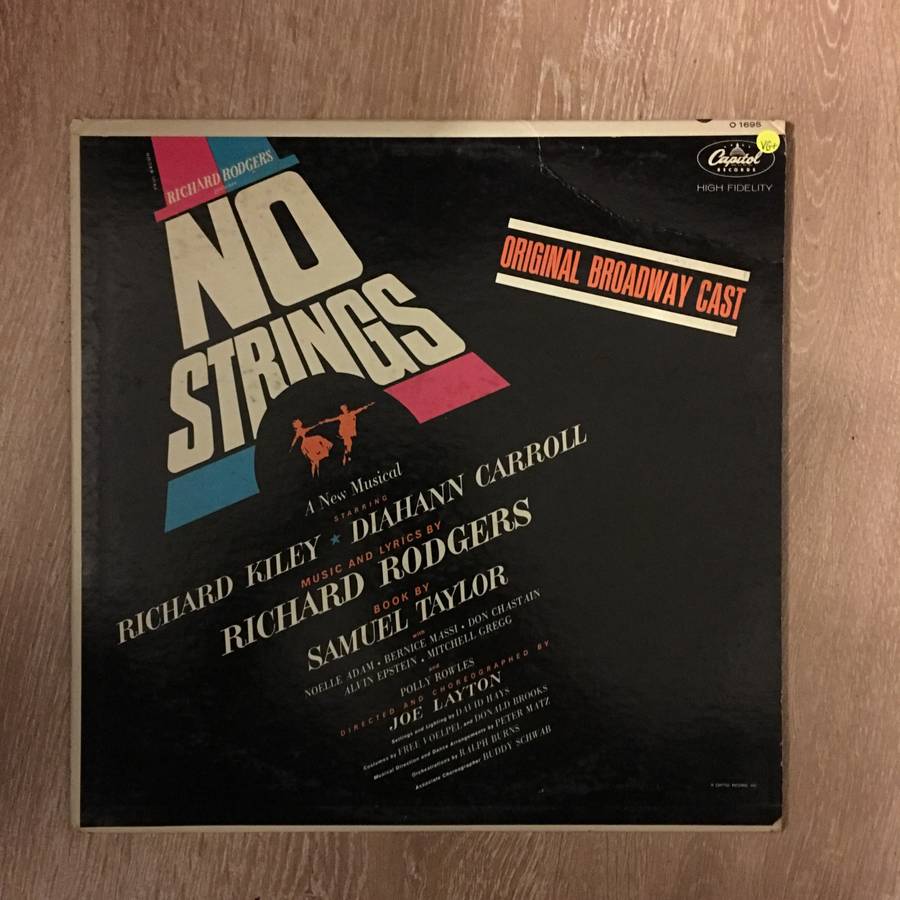 O 1695
VG+
Capitol
RECORDS
HIGH FIDELITY
RICHARD RODGERS
NO
STRINGS
ORIGINAL BROADWAY CAST
A New Musical
STARRING
RICHARD KILEY ★ DIAHANN CARROLL
MUSIC AND LYRICS BY
RICHARD RODGERS
BOOK BY
SAMUEL TAYLOR
with
NOELLE ADAM • BERNICE MASSI • DON CHASTAIN
ALVIN EPSTEIN • MITCHELL GREGG
and
POLLY ROWLES
DIRECTED AND CHOREOGRAPHED BY
JOE LAYTON
Settings and Lighting by DAVID HAYS
Costumes by FRED VOELPEL and DONALD BROOKS
Musical Direction and Dance Arrangements by PETER MATZ
Orchestrations by RALPH BURNS
Associate Choreographer BUDDY SCHWAB